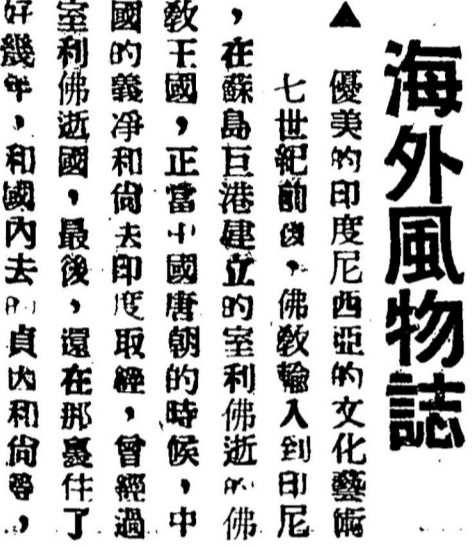 海外風物誌
▲優美的印度尼西亞的文化藝術
七世紀前後，佛教輸入到印尼
，在蘇島巨港建立的室利佛逝的佛
教王國，正當中國唐朝的時候，中
國的義淨和尙去印度取經，曾經過
室利佛逝國，最後，還在那裏住了
好幾年，和國內去的貞和尙等，